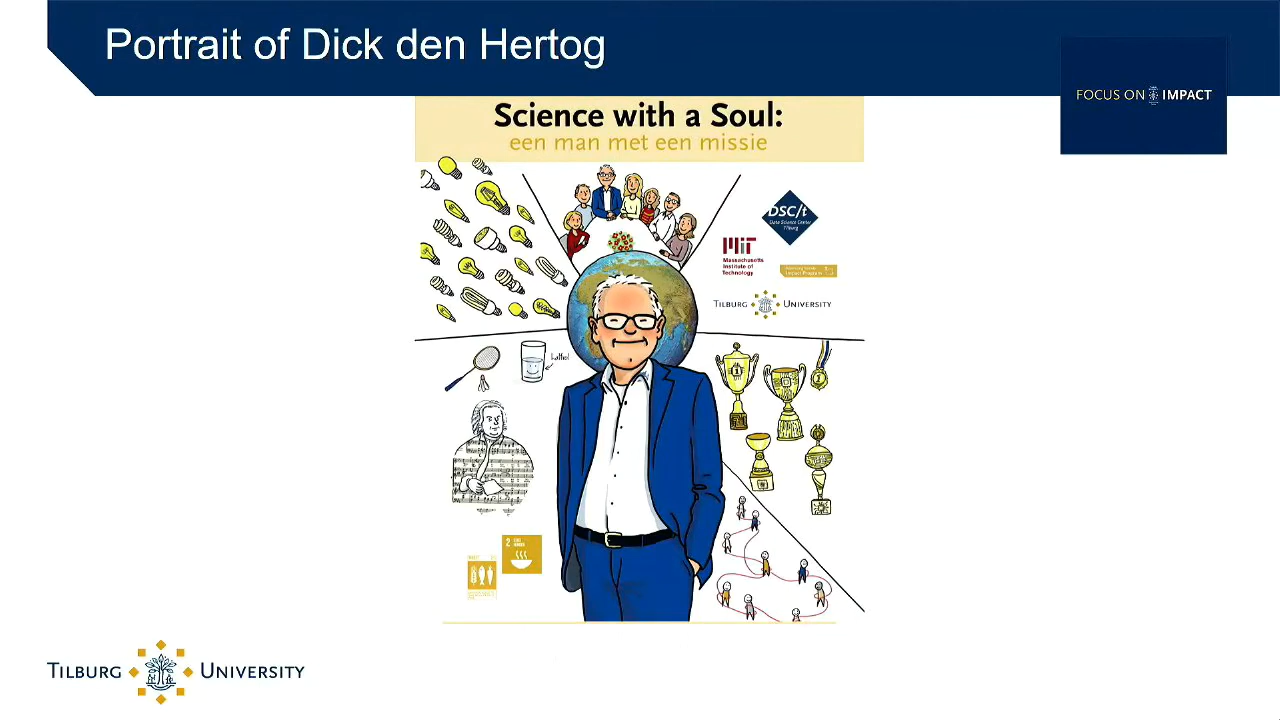 Portrait of Dick den Hertog
FOCUS ON IMPACT
Science with a Soul:
een man met een missie
DSC/t
Data Science Center
Tilburg
MIT
Massachusetts
Institute of
Technology
TILBURG UNIVERSITY
2
TILBURG UNIVERSITY